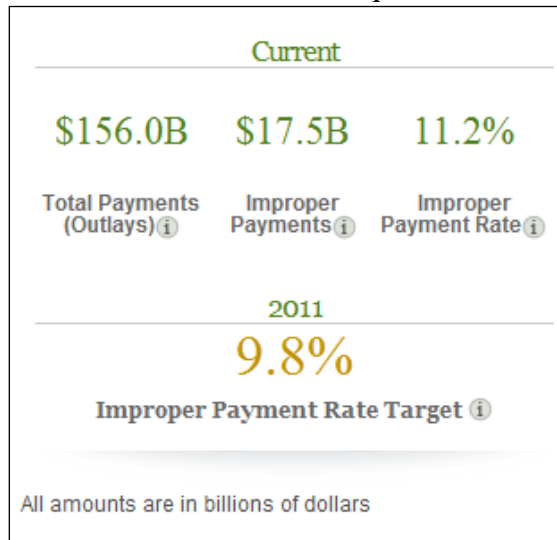 Current
$156.0B $17.5B 11.2%
Total Payments Improper Improper
(Outlays) i Payments i Payment Rate i
2011
9.8%
Improper Payment Rate Target i
All amounts are in billions of dollars